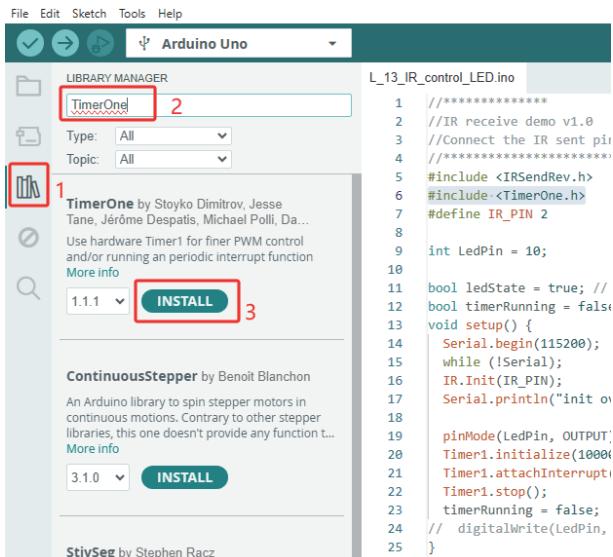 File Edit Sketch Tools Help
Arduino Uno
LIBRARY MANAGER
TimerOne
2
Type: All
Topic: All
1
TimerOne by Stoyko Dimitrov, Jesse
Tane, Jérôme Despatis, Michael Polli, Da...
Use hardware Timer1 for finer PWM control
and/or running an periodic interrupt function
More info
1.1.1
INSTALL
3
ContinuousStepper by Benoit Blanchon
An Arduino library to spin stepper motors in
continuous motions. Contrary to other stepper
libraries, this one doesn't provide any function t...
More info
3.1.0
INSTALL
StivSeg by Stephen Racz
L_13_IR_control_LED.ino
1 //**************
2 //IR receive demo v1.0
3 //Connect the IR sent pin
4 //***********************
5 #include <IRSendRev.h>
6 #include <TimerOne.h>
7 #define IR_PIN 2
8
9 int LedPin = 10;
10
11 bool ledState = true; //
12 bool timerRunning = false
13 void setup() {
14 Serial.begin(115200);
15 while (!Serial);
16 IR.Init(IR_PIN);
17 Serial.println("init ov
18
19 pinMode(LedPin, OUTPUT)
20 Timer1.initialize(10000
21 Timer1.attachInterrupt(
22 Timer1.stop();
23 timerRunning = false;
24 // digitalWrite(LedPin,
25 }